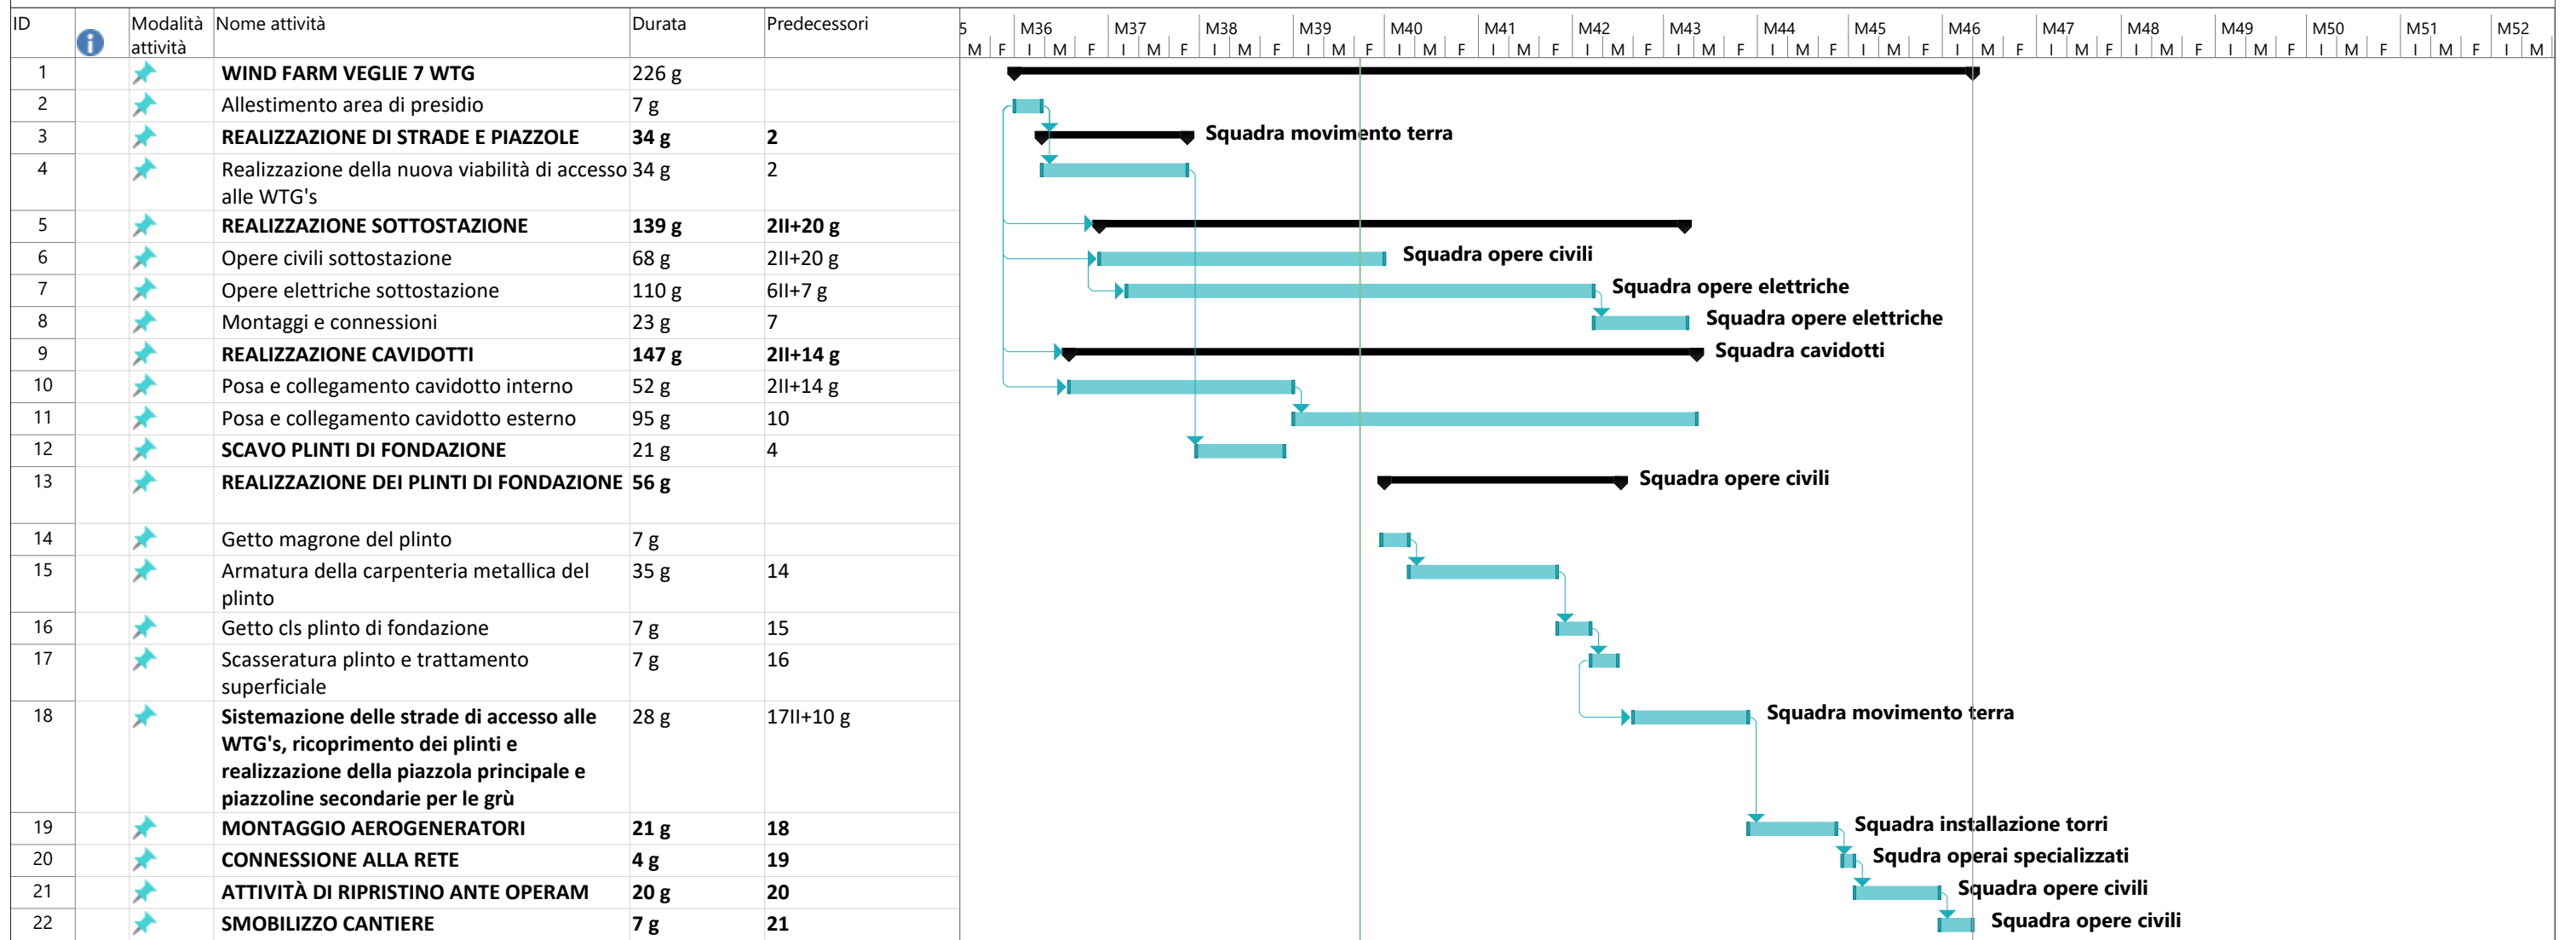 ID Modalità attività Nome attività Durata Predecessori
5 M36 M37 M38 M39 M40 M41 M42 M43 M44 M45 M46 M47 M48 M49 M50 M51 M52
M F I M F I M F I M F I M F I M F I M F I M F I M F I M F I M F I M F I M F I M F I M F I M F I M F I M
1 WIND FARM VEGLIE 7 WTG 226 g
2 Allestimento area di presidio 7 g
3 REALIZZAZIONE DI STRADE E PIAZZOLE 34 g 2 Squadra movimento terra
4 Realizzazione della nuova viabilità di accesso 34 g 2
alle WTG's
5 REALIZZAZIONE SOTTOSTAZIONE 139 g 2II+20 g
6 Opere civili sottostazione 68 g 2II+20 g Squadra opere civili
7 Opere elettriche sottostazione 110 g 6II+7 g Squadra opere elettriche
8 Montaggi e connessioni 23 g 7 Squadra opere elettriche
9 REALIZZAZIONE CAVIDOTTI 147 g 2II+14 g Squadra cavidotti
10 Posa e collegamento cavidotto interno 52 g 2II+14 g
11 Posa e collegamento cavidotto esterno 95 g 10
12 SCAVO PLINTI DI FONDAZIONE 21 g 4
13 REALIZZAZIONE DEI PLINTI DI FONDAZIONE 56 g Squadra opere civili
14 Getto magrone del plinto 7 g
15 Armatura della carpenteria metallica del 35 g 14
plinto
16 Getto cls plinto di fondazione 7 g 15
17 Scasseratura plinto e trattamento 7 g 16
superficiale
18 Sistemazione delle strade di accesso alle 28 g 17II+10 g Squadra movimento terra
WTG's, ricoprimento dei plinti e
realizzazione della piazzola principale e
piazzoline secondarie per le grù
19 MONTAGGIO AEROGENERATORI 21 g 18 Squadra installazione torri
20 CONNESSIONE ALLA RETE 4 g 19 Squdra operai specializzati
21 ATTIVITÀ DI RIPRISTINO ANTE OPERAM 20 g 20 Squadra opere civili
22 SMOBILIZZO CANTIERE 7 g 21 Squadra opere civili